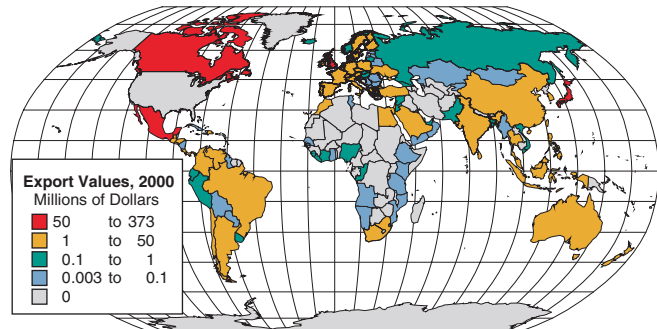 Export Values, 2000
Millions of Dollars
50 to 373
1 to 50
0.1 to 1
0.003 to 0.1
0